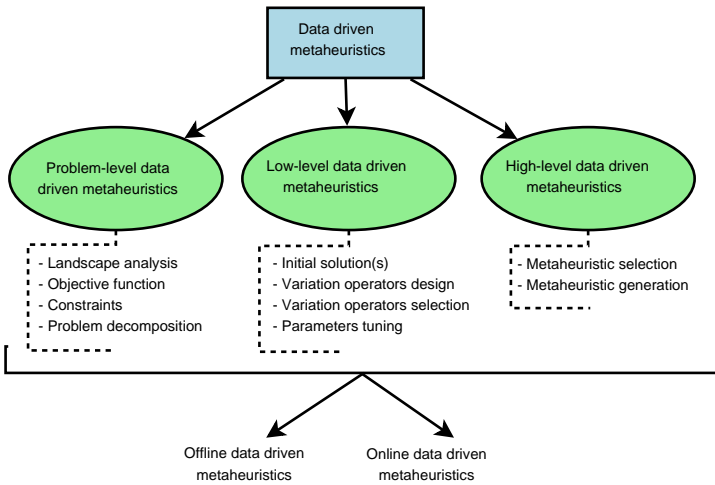 Data driven
metaheuristics
Problem-level data
driven metaheuristics
Low-level data driven
metaheuristics
High-level data driven
metaheuristics
- Landscape analysis
- Objective function
- Constraints
- Problem decomposition
- Initial solution(s)
- Variation operators design
- Variation operators selection
- Parameters tuning
- Metaheuristic selection
- Metaheuristic generation
Offline data driven
metaheuristics
Online data driven
metaheuristics